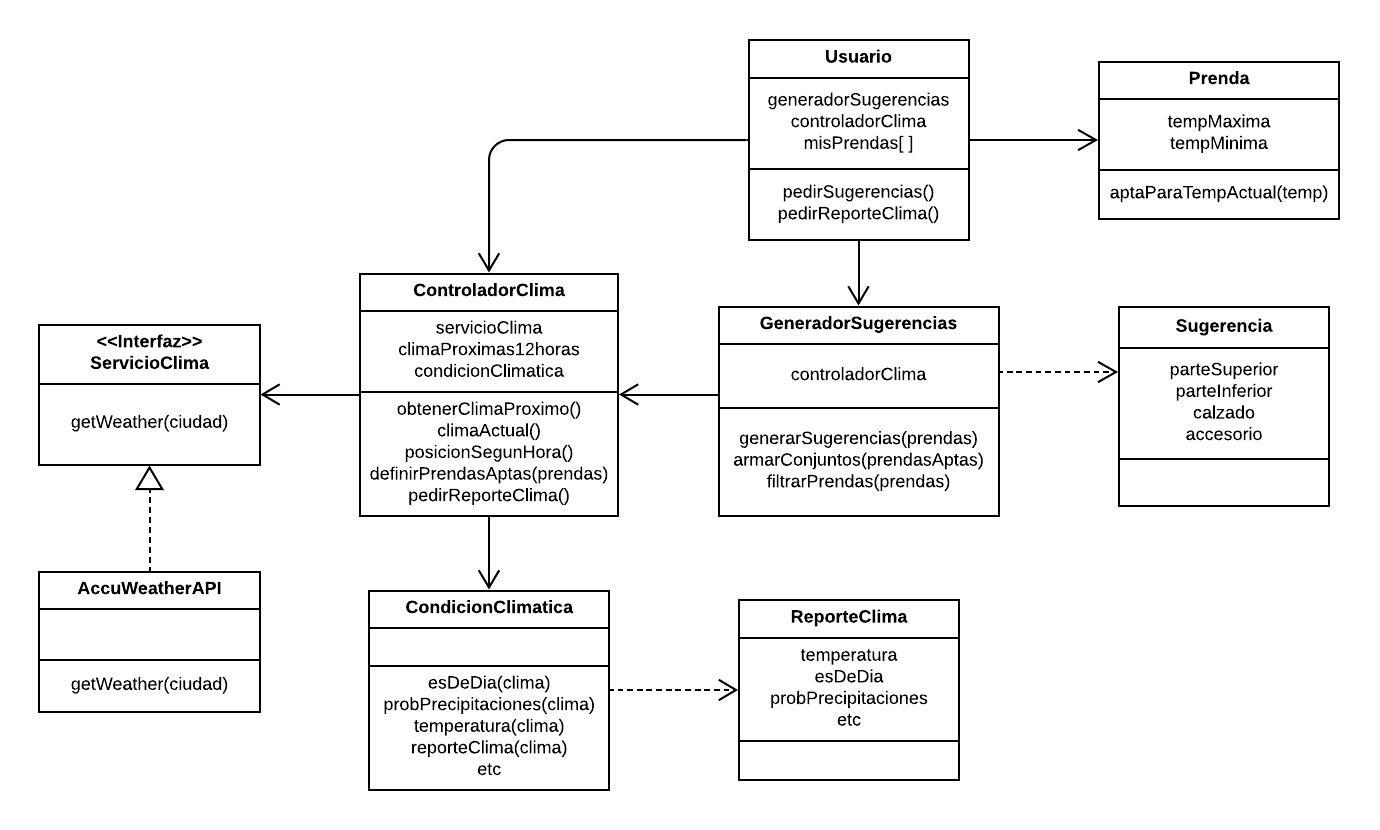 Usuario
generadorSugerencias
controladorClima
misPrendas[ ]
pedirSugerencias()
pedirReporteClima()
Prenda
tempMaxima
tempMinima
aptaParaTempActual(temp)
<<Interfaz>>
ServicioClima
getWeather(ciudad)
ControladorClima
servicioClima
climaProximas12horas
condicionClimatica
obtenerClimaProximo()
climaActual()
posicionSegunHora()
definirPrendasAptas(prendas)
pedirReporteClima()
GeneradorSugerencias
controladorClima
generarSugerencias(prendas)
armarConjuntos(prendasAptas)
filtrarPrendas(prendas)
Sugerencia
parteSuperior
parteInferior
calzado
accesorio
AccuWeatherAPI
getWeather(ciudad)
CondicionClimatica
esDeDia(clima)
probPrecipitaciones(clima)
temperatura(clima)
reporteClima(clima)
etc
ReporteClima
temperatura
esDeDia
probPrecipitaciones
etc